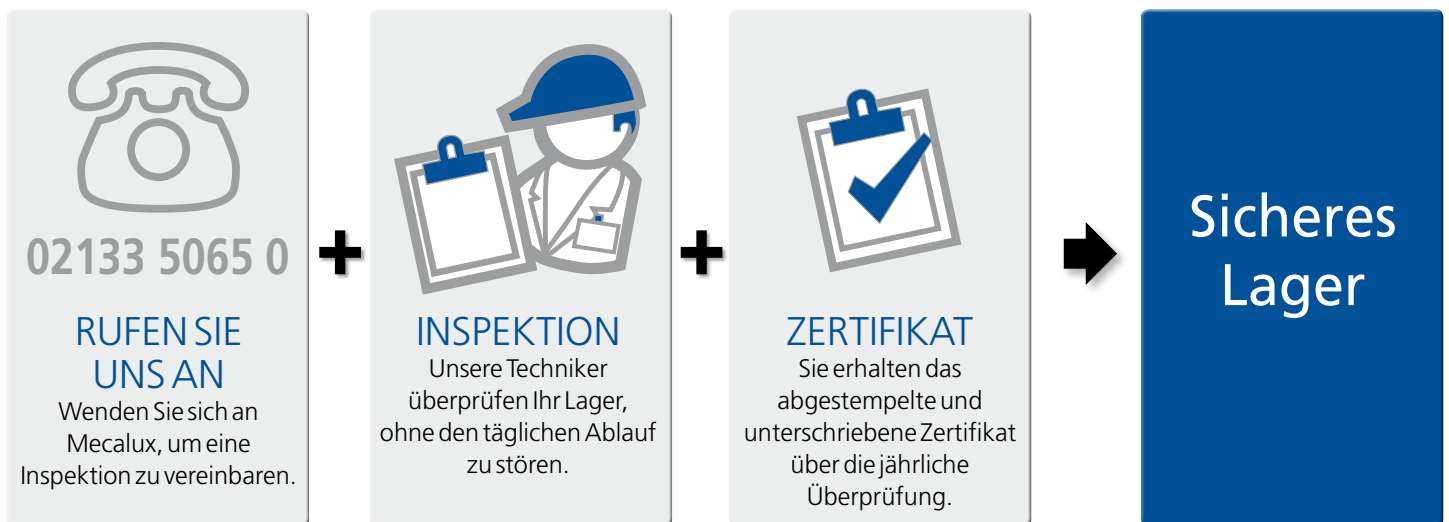 02133 5065 0
RUFEN SIE
UNS AN
Wenden Sie sich an
Mecalux, um eine
Inspektion zu vereinbaren.
INSPEKTION
Unsere Techniker
überprüfen Ihr Lager,
ohne den täglichen Ablauf
zu stören.
ZERTIFIKAT
Sie erhalten das
abgestempelte und
unterschriebene Zertifikat
über die jährliche
Überprüfung.
Sicheres
Lager